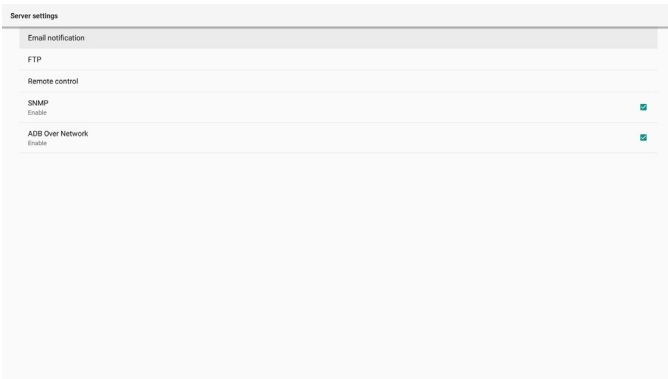 Server settings
Email notification
FTP
Remote control
SNMP
Enable
ADB Over Network
Enable